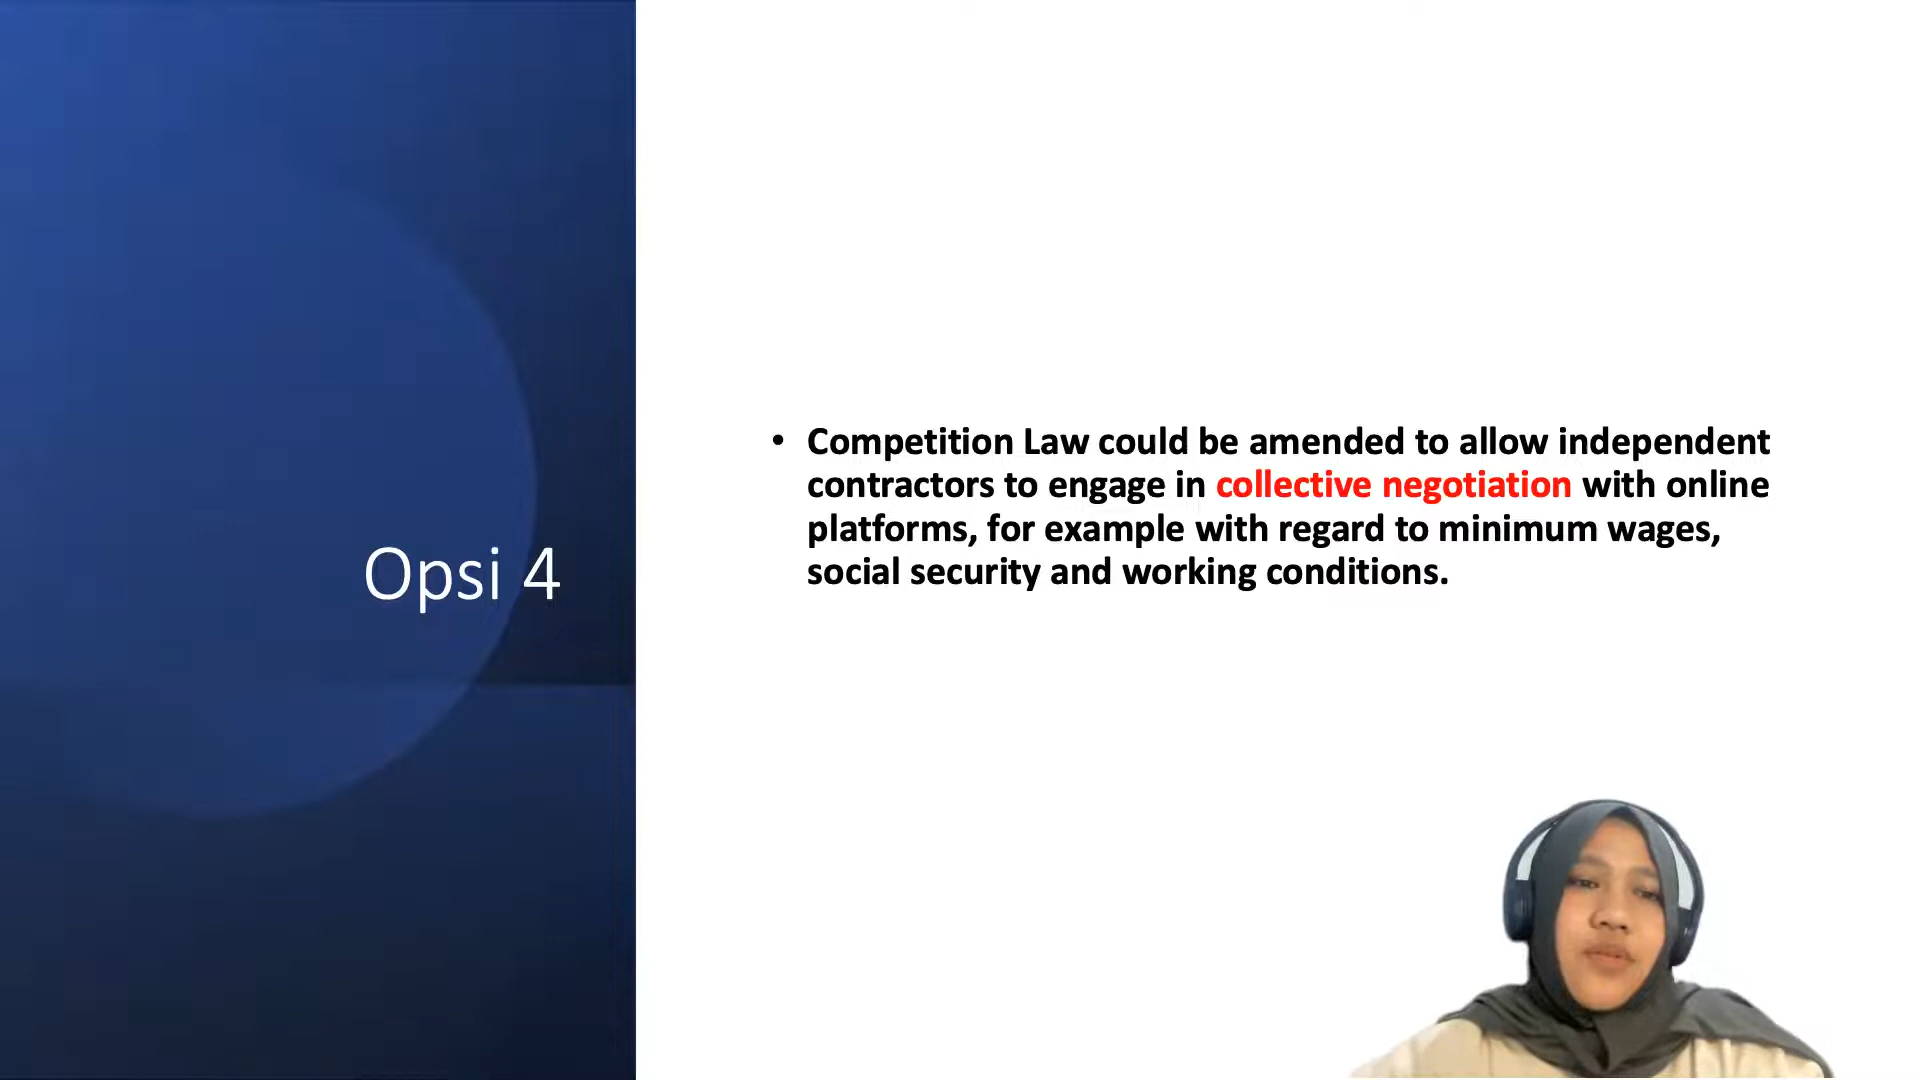 Opsi 4
• Competition Law could be amended to allow independent
contractors to engage in collective negotiation with online
platforms, for example with regard to minimum wages,
social security and working conditions.